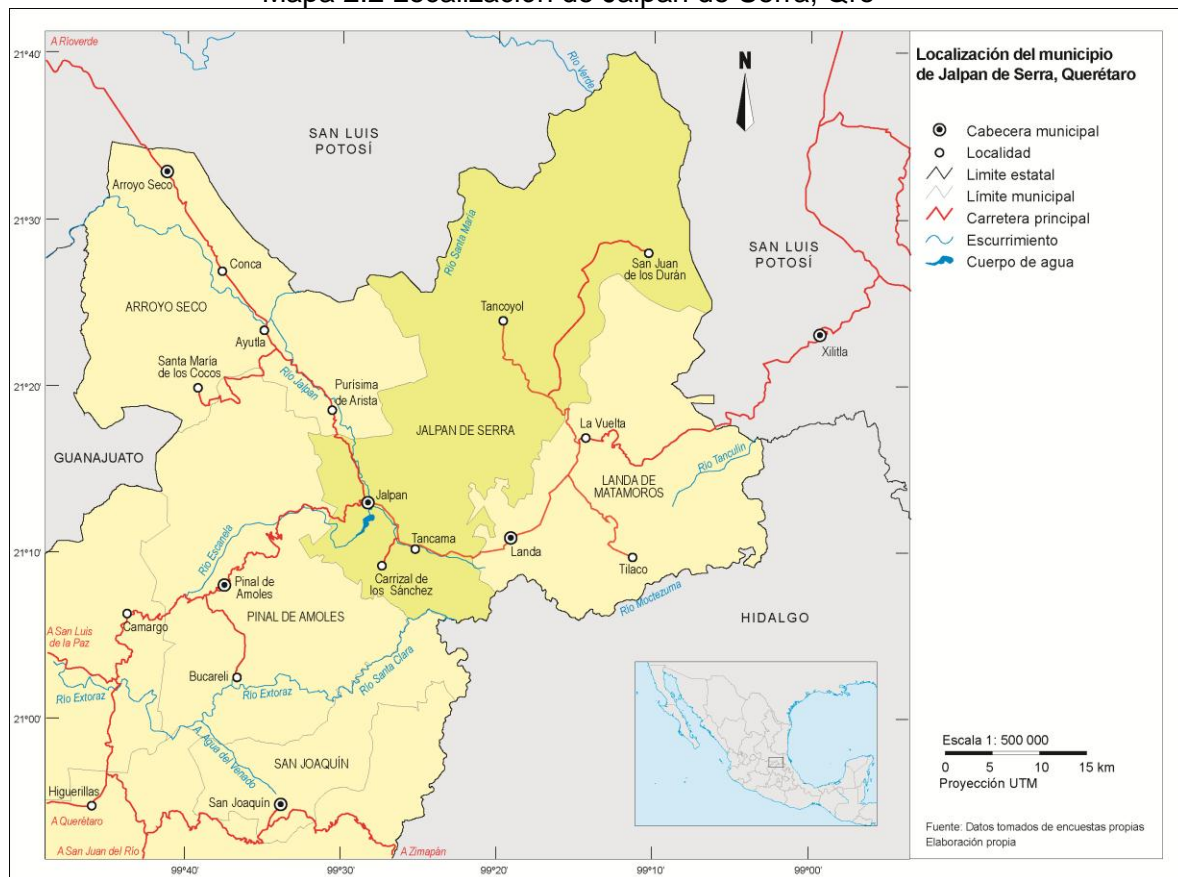 Mapa 2.2 Localización de Jalpan de Serra, Qro
Localización del municipio
de Jalpan de Serra, Querétaro
Cabecera municipal
Localidad
Limite estatal
Límite municipal
Carretera principal
Escurrimiento
Cuerpo de agua
N
21°40'
21°30'
21°20'
21°10'
21°00'
A Rioverde
Río Verde
SAN LUIS
POTOSÍ
Arroyo Seco
Río Santa María
Conca
San Juan
de los Durán
SAN LUIS
POTOSÍ
ARROYO SECO
Tancoyol
Ayutla
Xilitla
Santa María
de los Cocos
Río Jalpan
Purísima
de Arista
JALPAN DE SERRA
La Vuelta
GUANAJUATO
Río Tanculín
LANDA DE
MATAMOROS
Jalpan
Río Escanela
Tancama
Landa
Tilaco
Carrizal de
los Sánchez
Pinal de
Amoles
Río Moctezuma
PINAL DE AMOLES
HIDALGO
Camargo
A San Luis
de la Paz
Bucareli
Río Extoraz
Río Extoraz
Río Santa Clara
A. Agua del Venado
SAN JOAQUÍN
Higuerillas
San Joaquín
A Querétaro
A San Juan del Río
A Zimapán
99°40'
99°30'
99°20'
99°10'
99°00'
Escala 1: 500 000
0 5 10 15 km
Proyección UTM
Fuente: Datos tomados de encuestas propias
Elaboración propia